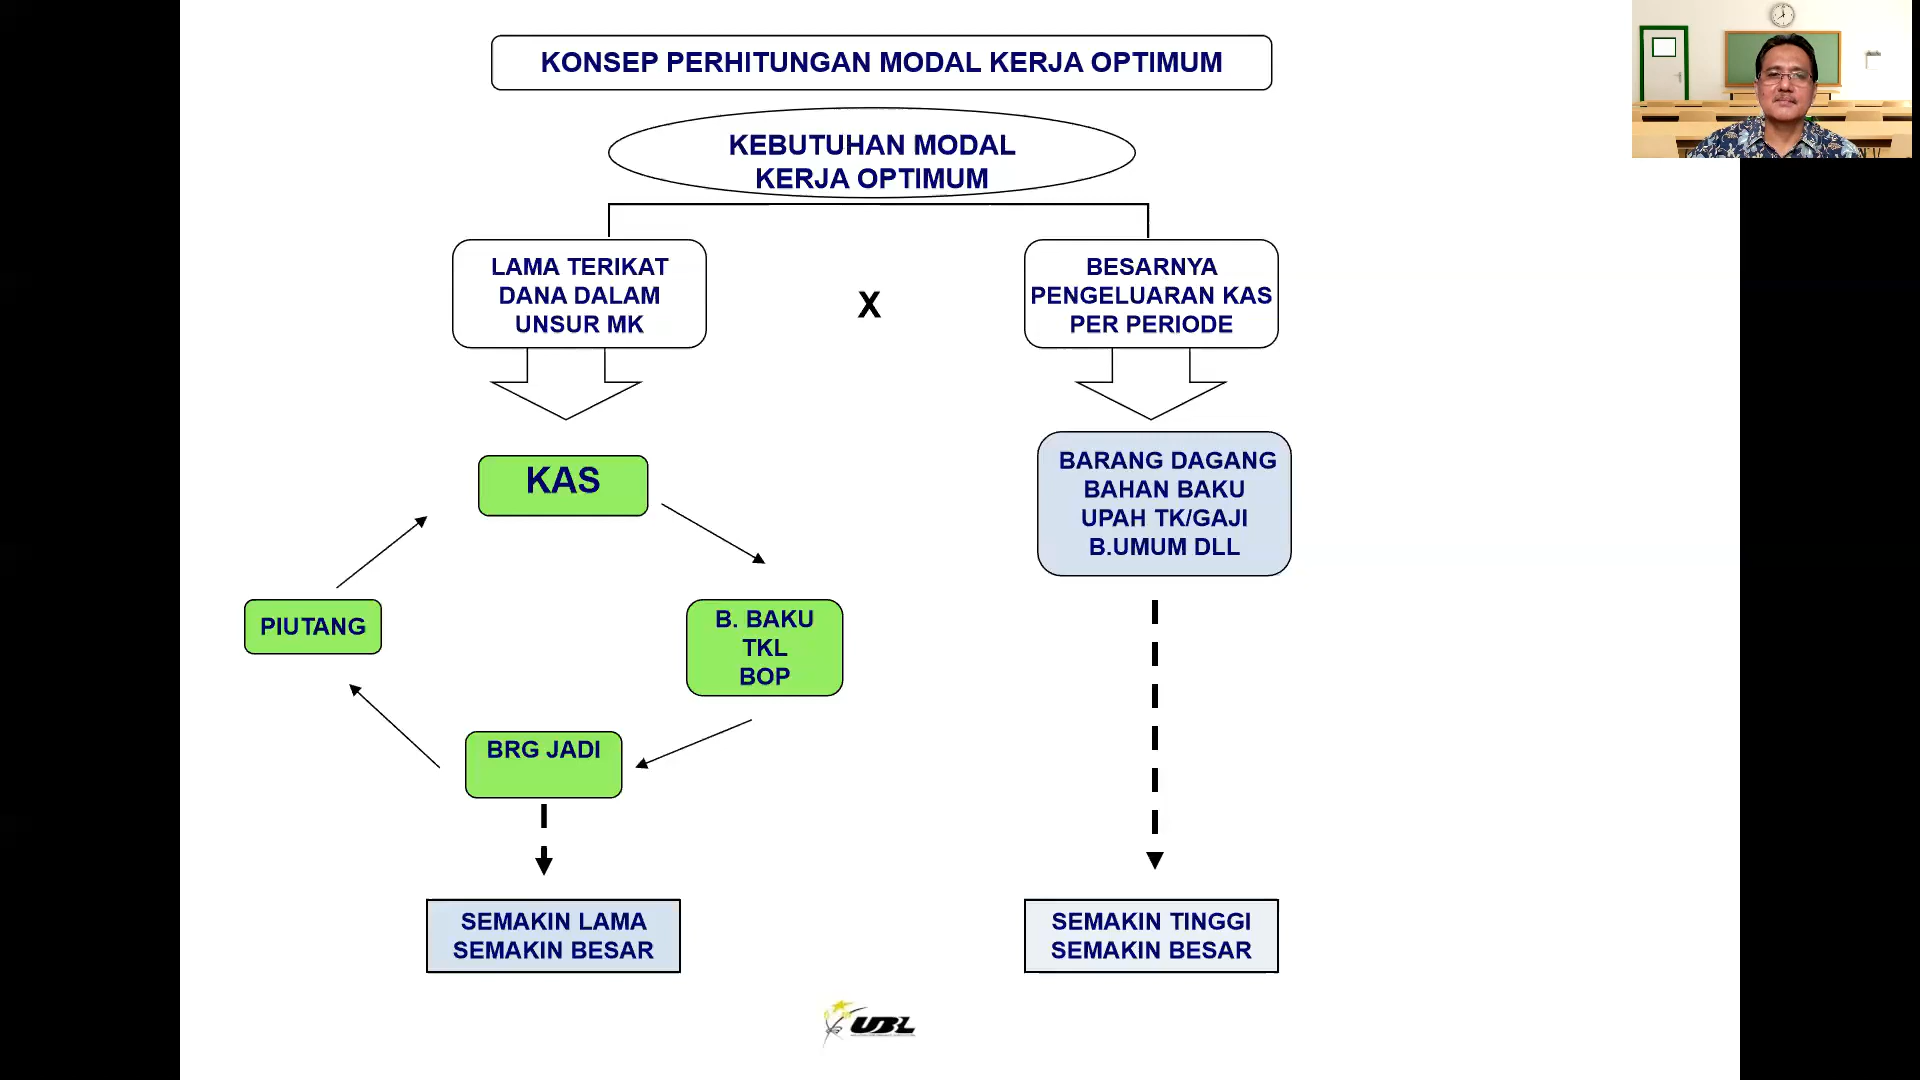 KONSEP PERHITUNGAN MODAL KERJA OPTIMUM
KEBUTUHAN MODAL
KERJA OPTIMUM
LAMA TERIKAT
DANA DALAM
UNSUR MK
X
BESARNYA
PENGELUARAN KAS
PER PERIODE
KAS
B. BAKU
TKL
BOP
BRG JADI
PIUTANG
BARANG DAGANG
BAHAN BAKU
UPAH TK/GAJI
B.UMUM DLL
SEMAKIN LAMA
SEMAKIN BESAR
SEMAKIN TINGGI
SEMAKIN BESAR
UBL